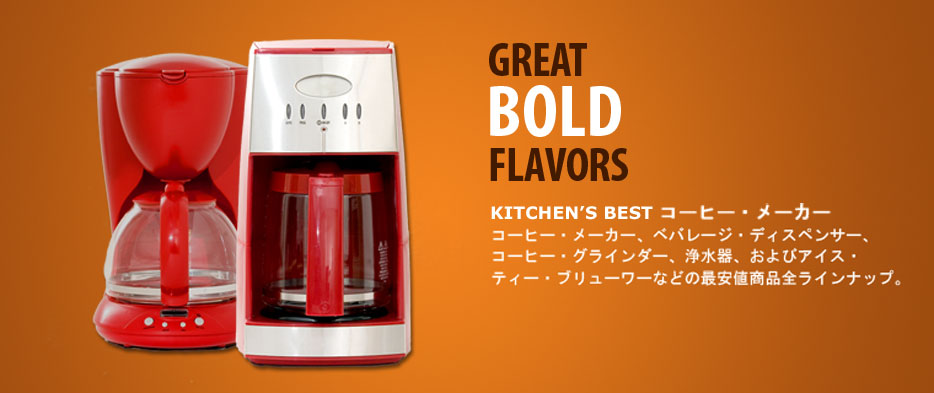 GREAT
BOLD
FLAVORS
KITCHEN’S BEST コーヒー・メーカー
コーヒー・メーカー、ベバレージ・ディスペンサー、
コーヒー・グラインダー、浄水器、およびアイス・
ティー・ブリューワーなどの最安値商品全ラインナップ。